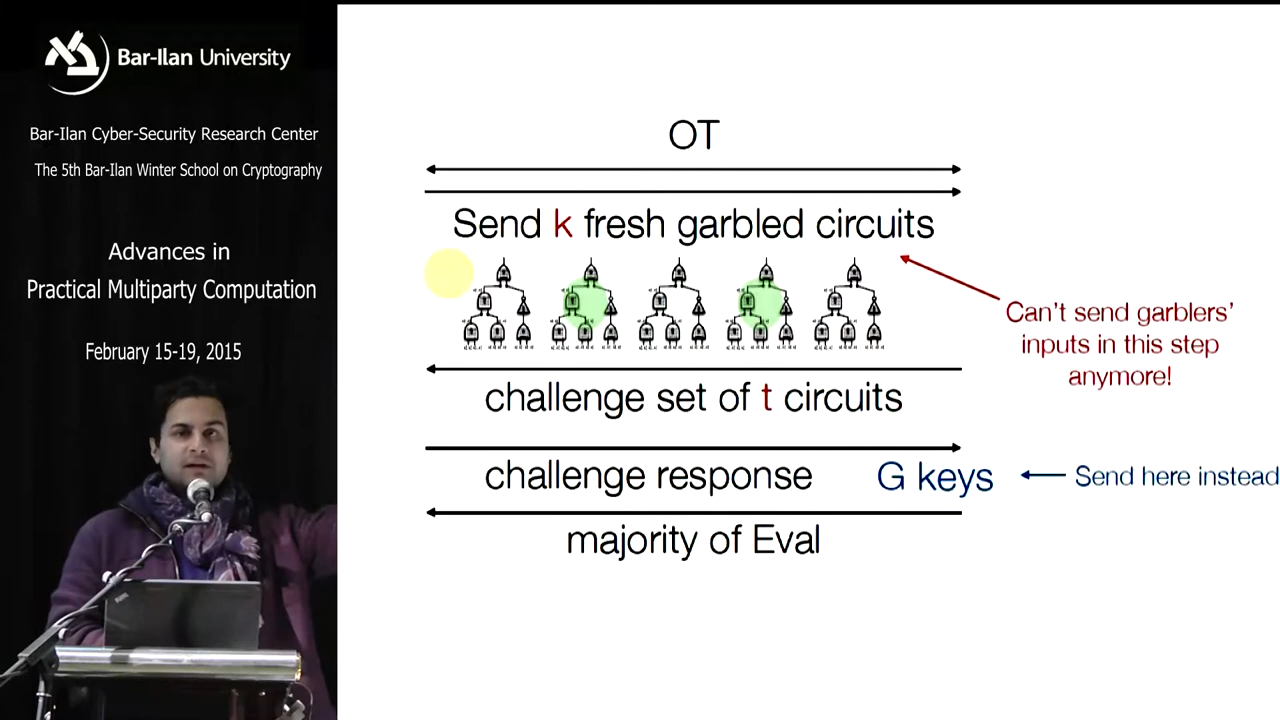 Bar-Ilan University
Bar-Ilan Cyber-Security Research Center
The 5th Bar-Ilan Winter School on Cryptography
Advances in
Practical Multiparty Computation
February 15-19, 2015
OT
Send k fresh garbled circuits
Can't send garblers'
inputs in this step
anymore!
challenge set of t circuits
challenge response
G keys
Send here instead
majority of Eval